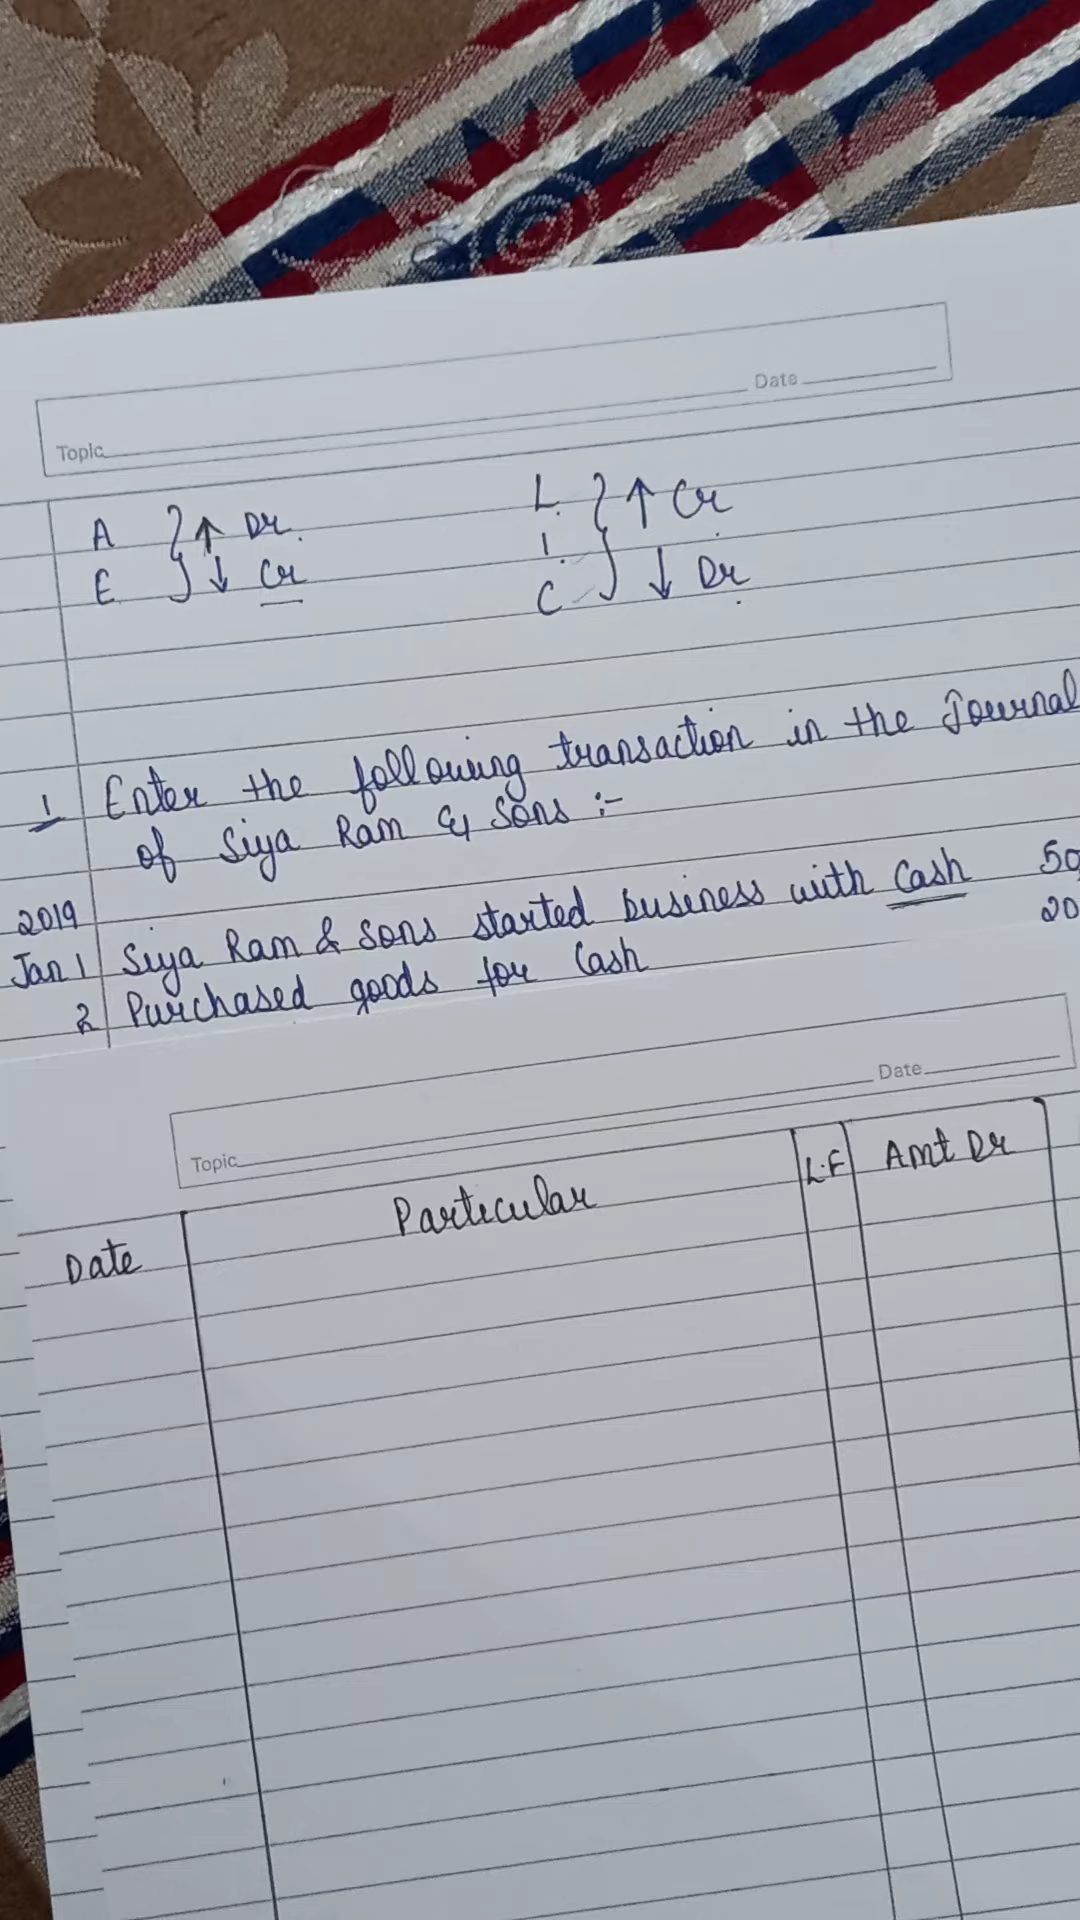 Topic Date
A ↑ Dr. L. ↑ Cr
E ↓ Cr I.
C ↓ Dr
1 Enter the following transaction in the Journal
of Siya Ram & Sons :-
2019
Jan 1 Siya Ram & Sons started business with Cash 50
2 Purchased goods for Cash 20
Topic Date
Date Particular L.F Amt Dr